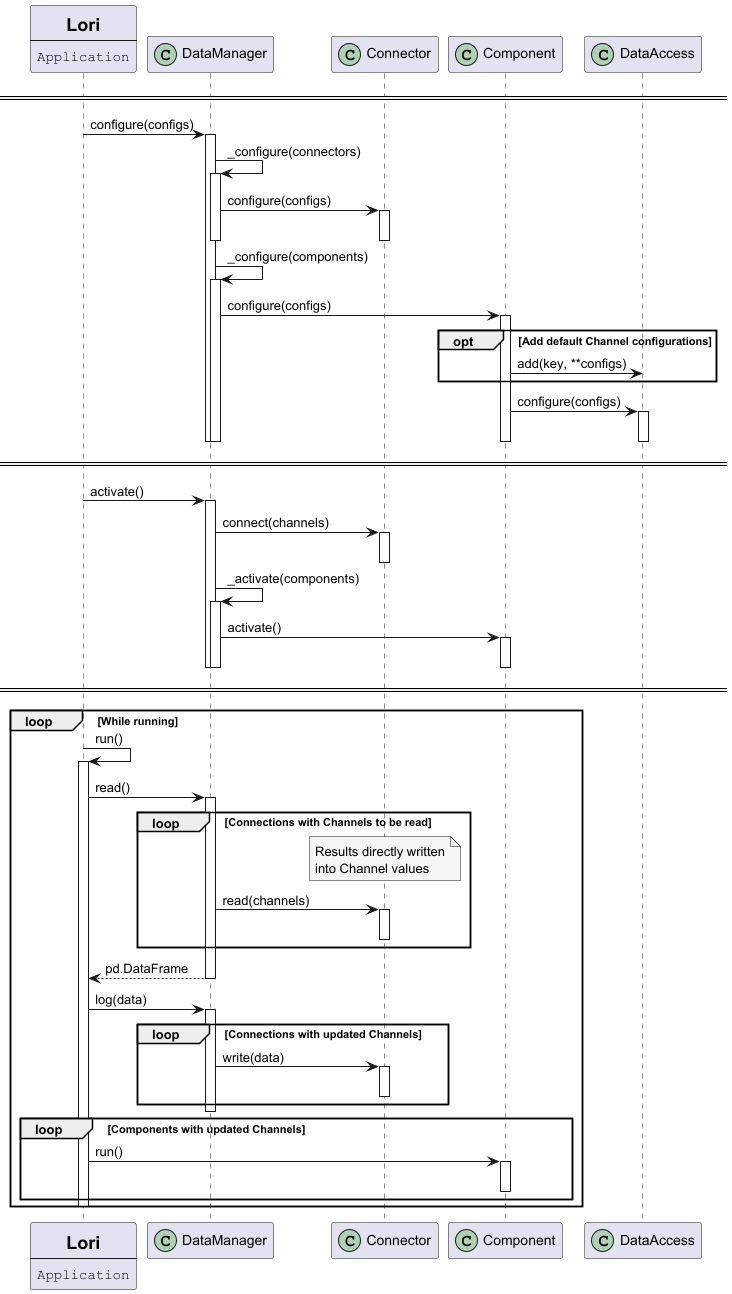 Lori
Application
C DataManager
C Connector
C Component
C DataAccess
configure(configs)
_configure(connectors)
configure(configs)
_configure(components)
configure(configs)
opt
[Add default Channel configurations]
add(key, **configs)
configure(configs)
activate()
connect(channels)
_activate(components)
activate()
loop
[While running]
run()
read()
loop
[Connections with Channels to be read]
Results directly written
into Channel values
read(channels)
pd.DataFrame
log(data)
loop
[Connections with updated Channels]
write(data)
loop
[Components with updated Channels]
run()
Lori
Application
C DataManager
C Connector
C Component
C DataAccess